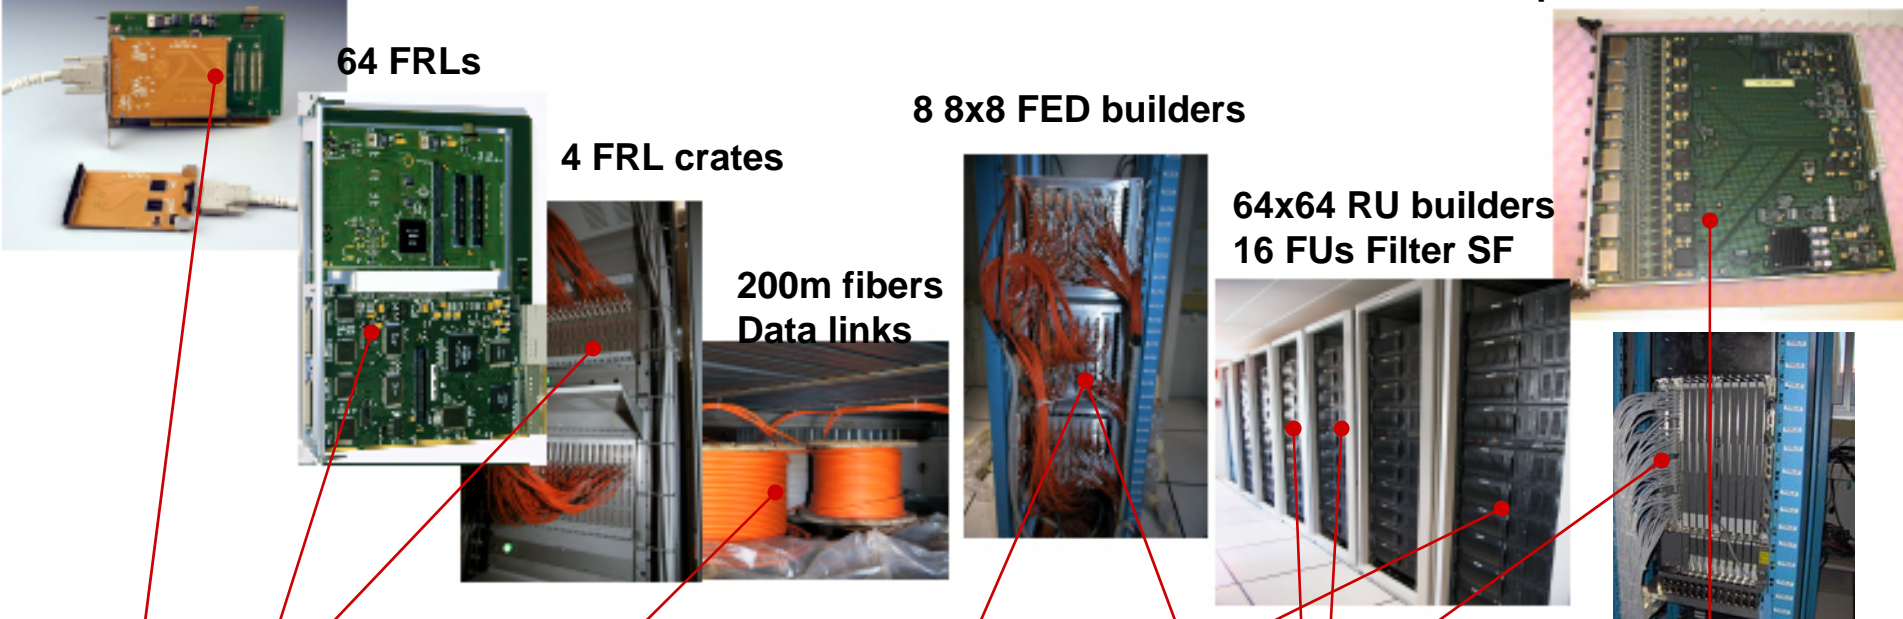 64 FRLs
8 8x8 FED builders
4 FRL crates
64x64 RU builders
16 FUs Filter SF
200m fibers
Data links